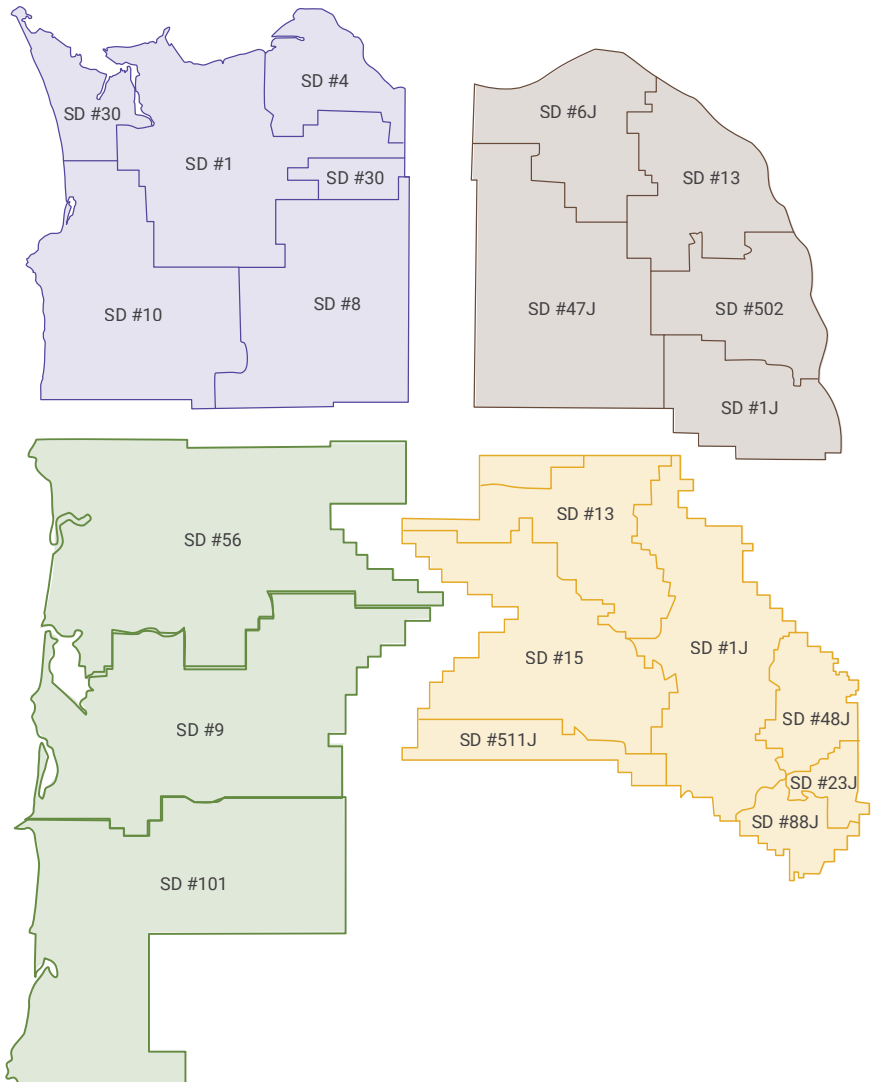 SD #4
SD #30
SD #1
SD #30
SD #10
SD #8
SD #6J
SD #13
SD #47J
SD #502
SD #1J
SD #56
SD #9
SD #101
SD #13
SD #15
SD #1J
SD #511J
SD #48J
SD #23J
SD #88J